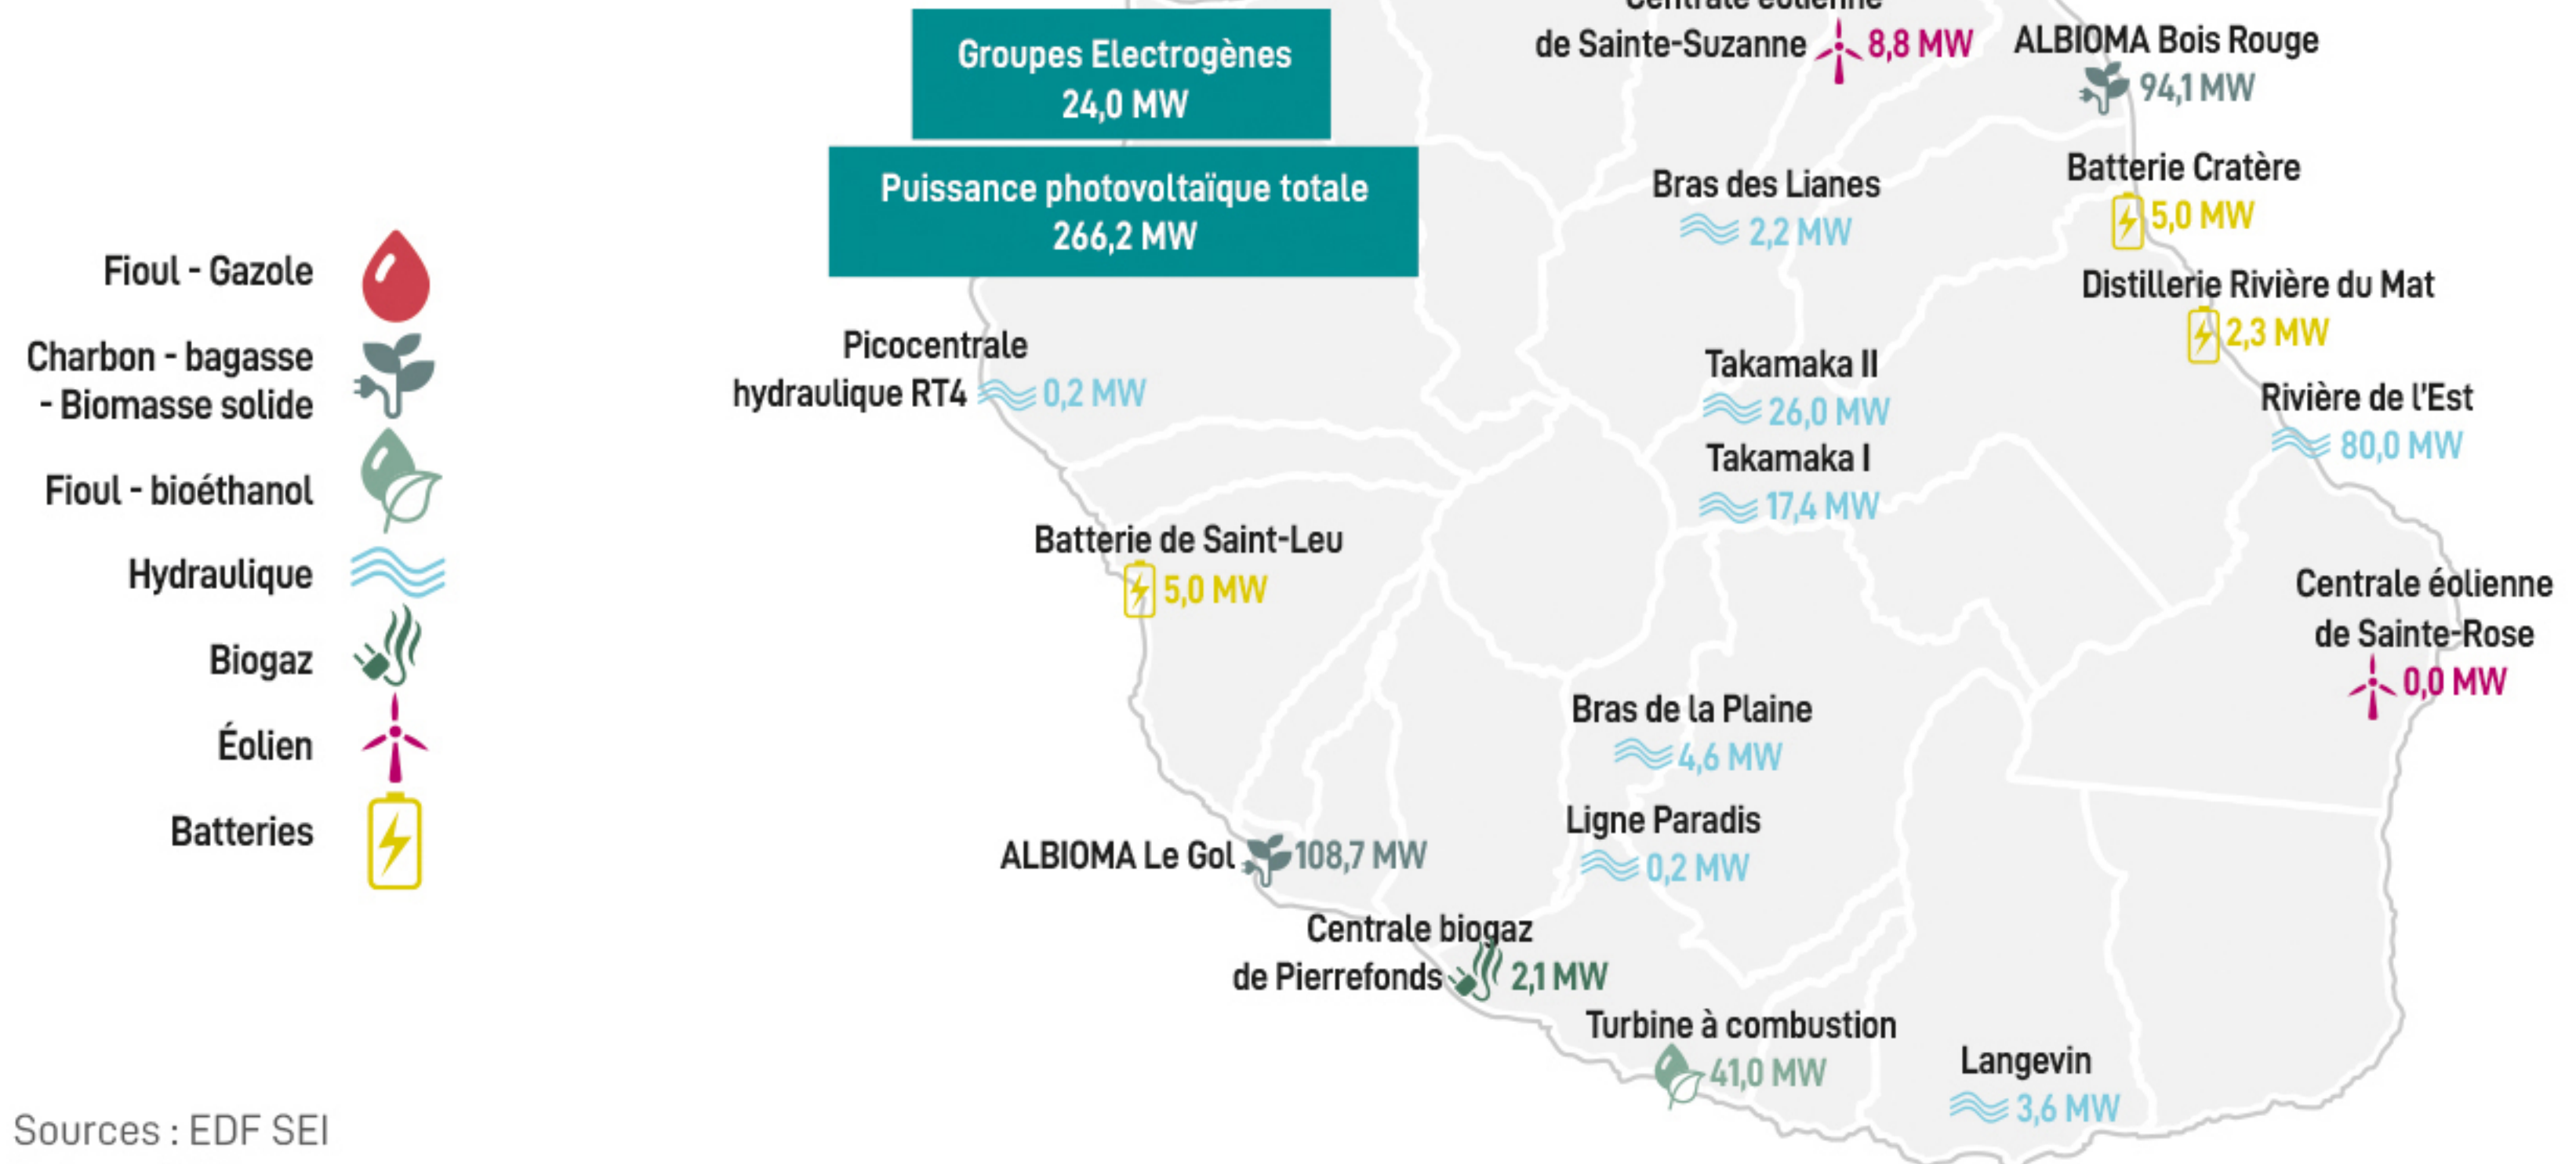 Centrale éolienne
de Sainte-Suzanne 8,8 MW
ALBIOMA Bois Rouge
94,1 MW
Groupes Electrogènes
24,0 MW
Puissance photovoltaïque totale
266,2 MW
Bras des Lianes
2,2 MW
Batterie Cratère
5,0 MW
Distillerie Rivière du Mat
2,3 MW
Picocentrale
hydraulique RT4 0,2 MW
Takamaka II
26,0 MW
Takamaka I
17,4 MW
Rivière de l'Est
80,0 MW
Batterie de Saint-Leu
5,0 MW
Centrale éolienne
de Sainte-Rose
0,0 MW
Bras de la Plaine
4,6 MW
Ligne Paradis
0,2 MW
ALBIOMA Le Gol 108,7 MW
Centrale biogaz
de Pierrefonds 2,1 MW
Turbine à combustion
41,0 MW
Langevin
3,6 MW
Fioul - Gazole
Charbon - bagasse
- Biomasse solide
Fioul - bioéthanol
Hydraulique
Biogaz
Éolien
Batteries
Sources : EDF SEI